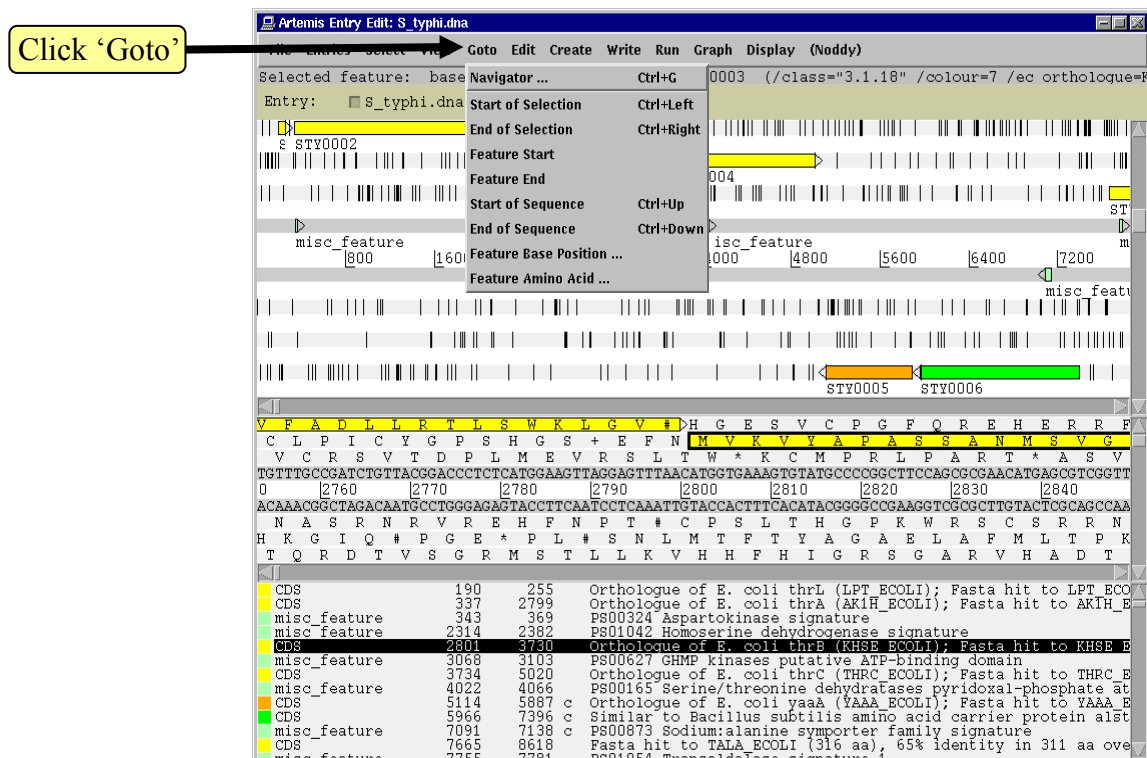 Artemis Entry Edit: S_typhi.dna
Click ‘Goto’
Goto Edit Create Write Run Graph Display (Noddy)
Selected feature: base 0003 (/class="3.1.18" /colour=7 /ec orthologue=K
Navigator ... Ctrl+G
Entry: S_typhi.dna
Start of Selection Ctrl+Left
End of Selection Ctrl+Right
S STY0002
Feature Start
004
Feature End
Start of Sequence Ctrl+Up
ST
End of Sequence Ctrl+Down
misc_feature isc_feature m
Feature Base Position ...
800 1600 4000 4800 5600 6400 7200
Feature Amino Acid ...
misc_featu
STY0005 STY0006
V F A D L L R T L S W K L G V # H G E S V C P G F Q R E H E R R F
C L P I C Y G P S H G S + E F N M V K V Y A P A S S A N M S V G
V C R S V T D P L M E V R S L T W * K C M P R L P A R T * A S V
TGTTTGCCGATCTGTTACGGACCCTCTCATGGAAGTTAGGAGTTTAACATGGTGAAAGTGTATGCCCCGGCTTCCAGCGCGAACATGAGCGTCGGTT
0 2760 2770 2780 2790 2800 2810 2820 2830 2840
ACAAACGGCTAGACAATGCCTGGGAGAGTACCTTCAATCCTCAAATTGTACCACTTTCACATACGGGGCCGAAGGTCGCGCTTGTACTCGCAGCCAA
N A S R N R V R E H F N P T # C P S L T H G P K W R S C S R R N
H K G I Q # P G E * P L # S N L M T F T Y A G A E L A F M L T P K
T Q R D T V S G R M S T L L K V H H F H I G R S G A R V H A D T
CDS 190 255 Orthologue of E. coli thrL (LPT_ECOLI); Fasta hit to LPT_ECO
CDS 337 2799 Orthologue of E. coli thrA (AK1H_ECOLI); Fasta hit to AK1H_E
misc_feature 343 369 PS00324 Aspartokinase signature
misc_feature 2314 2382 PS01042 Homoserine dehydrogenase signature
CDS 2801 3730 Orthologue of E. coli thrB (KHSE_ECOLI); Fasta hit to KHSE_E
misc_feature 3068 3103 PS00627 GHMP kinases putative ATP-binding domain
CDS 3734 5020 Orthologue of E. coli thrC (THRC_ECOLI); Fasta hit to THRC_E
misc_feature 4022 4066 PS00165 Serine/threonine dehydratases pyridoxal-phosphate at
CDS 5114 5887 c Orthologue of E. coli yaaA (YAAA_ECOLI); Fasta hit to YAAA_E
CDS 5966 7396 c Similar to Bacillus subtilis amino acid carrier protein alst
misc_feature 7091 7138 c PS00873 Sodium:alanine symporter family signature
CDS 7665 8618 Fasta hit to TALA_ECOLI (316 aa), 65% identity in 311 aa ove
misc_feature 7755 7781 PS01054 Transaldolase signature 1